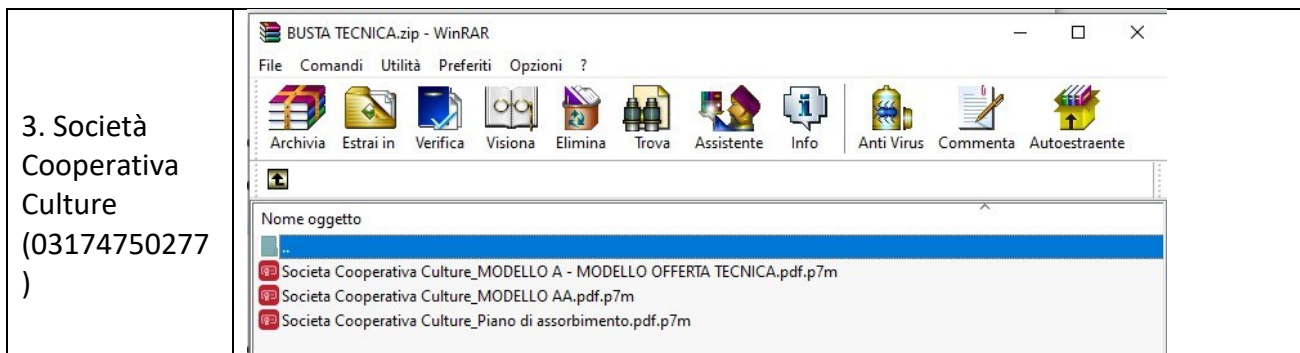 3. Società
Cooperativa
Culture
(03174750277
)
BUSTA TECNICA.zip - WinRAR
File Comandi Utilità Preferiti Opzioni ?
Archivia Estrai in Verifica Visiona Elimina Trova Assistente Info Anti Virus Commenta Autoestraente
Nome oggetto
..
Societa Cooperativa Culture_MODELLO A - MODELLO OFFERTA TECNICA.pdf.p7m
Societa Cooperativa Culture_MODELLO AA.pdf.p7m
Societa Cooperativa Culture_Piano di assorbimento.pdf.p7m